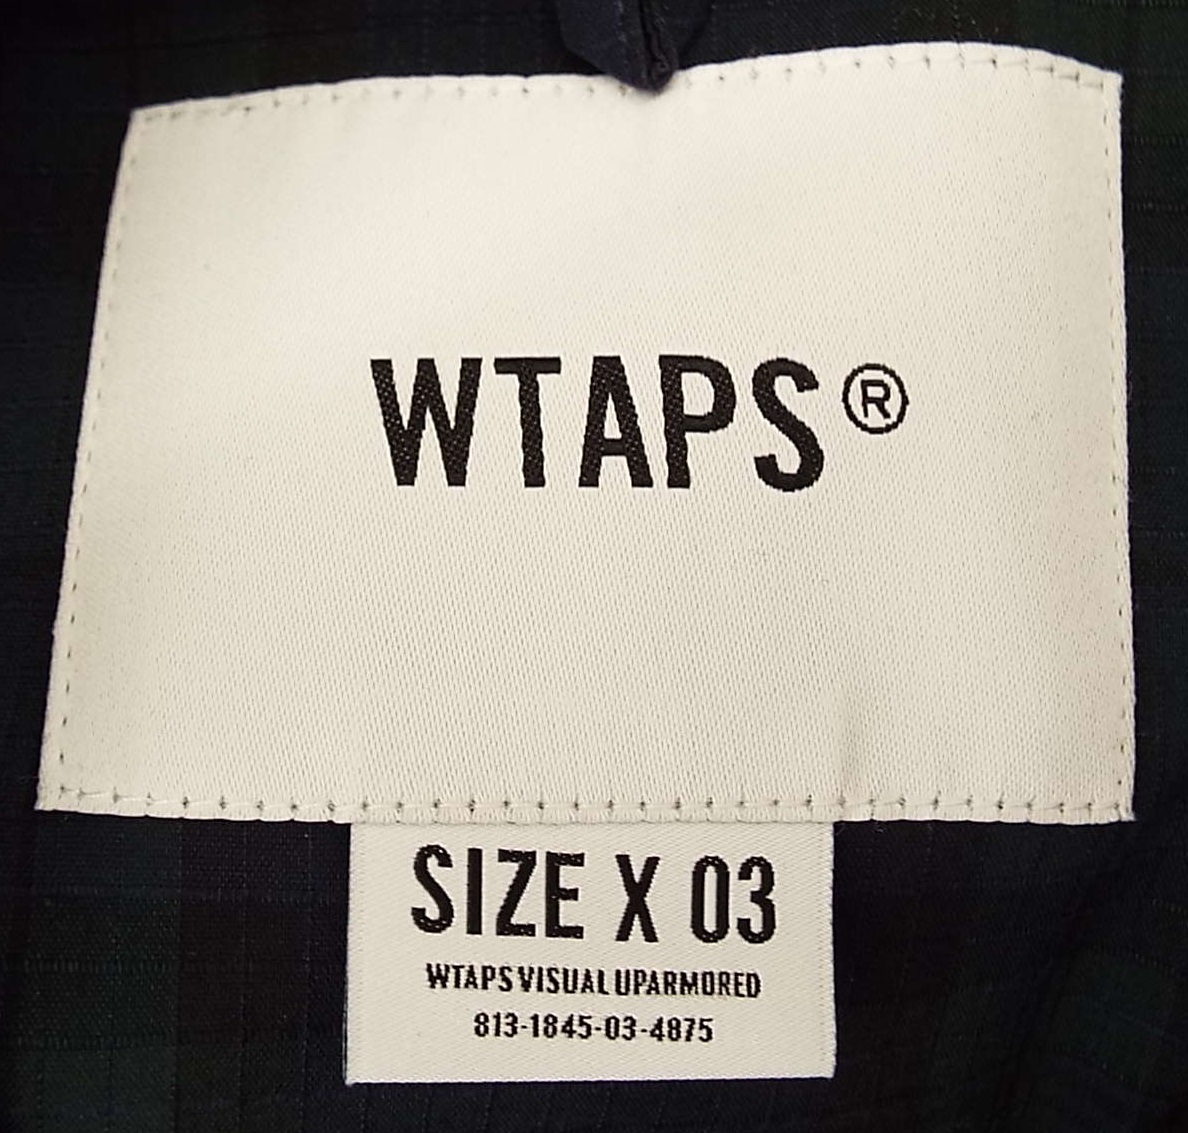 WTAPS®
SIZE X 03
WTAPS VISUAL UPARMORED
813-1845-03-4875